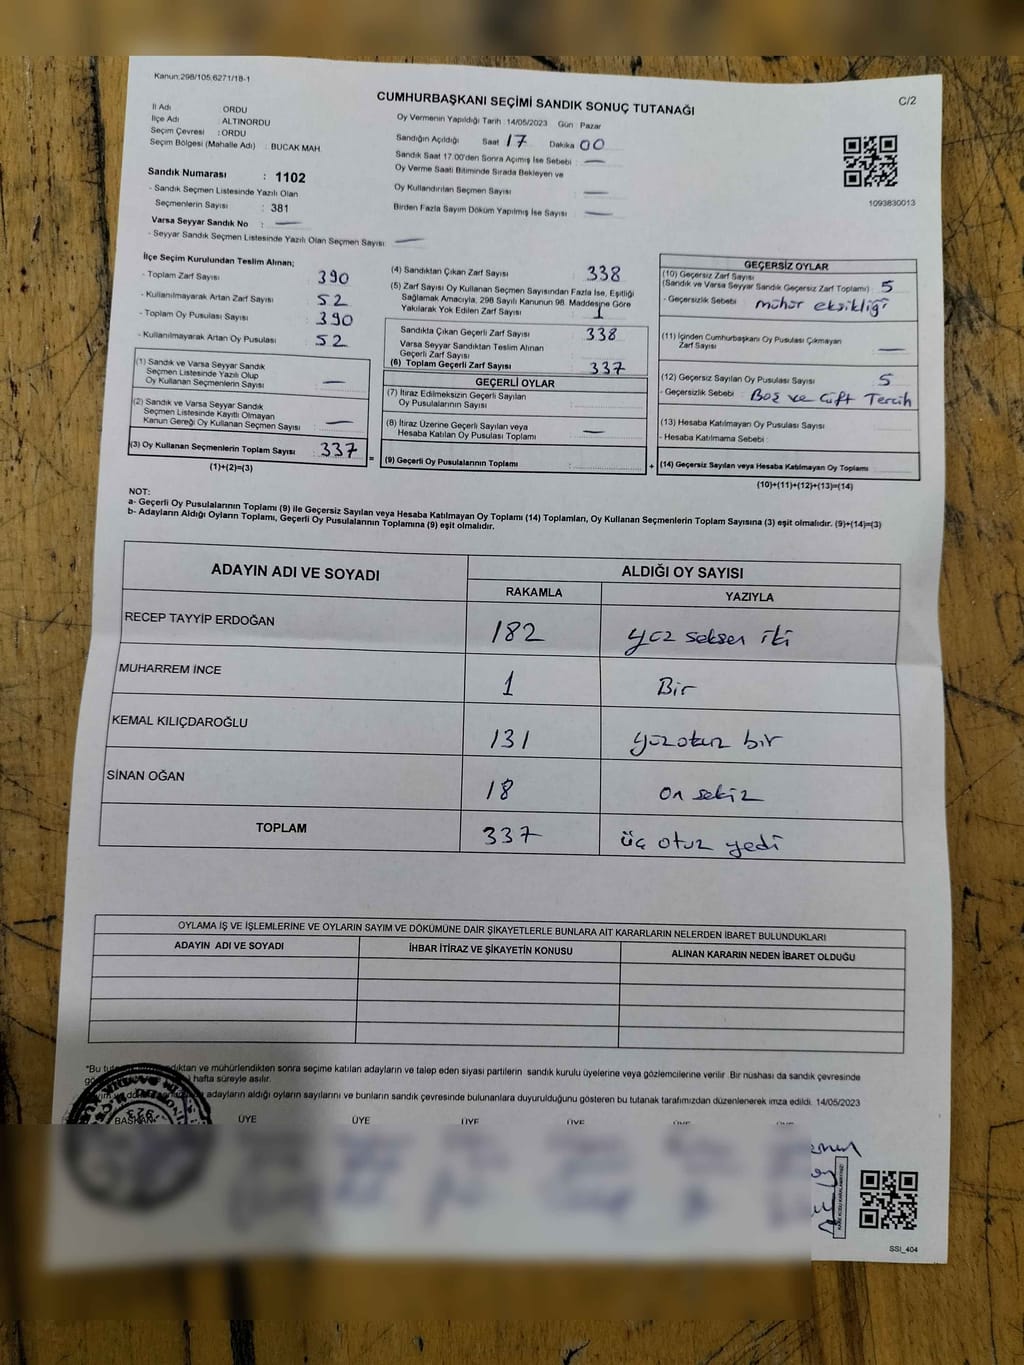 Kanun:298/105,6271/18-1
C/2
CUMHURBAŞKANI SEÇİMİ SANDIK SONUÇ TUTANAĞI
İl Adı : ORDU
İlçe Adı : ALTINORDU
Seçim Çevresi : ORDU
Seçim Bölgesi (Mahalle Adı) : BUCAK MAH
Oy Vermenin Yapıldığı Tarih :14/05/2023 Gün Pazar
Sandığın Açıldığı Saat 17 Dakika 00
Sandık Saat 17.00'den Sonra Açımış İse Sebebi : —
Oy Verme Saati Bitiminde Sırada Bekleyen ve
Oy Kullandırılan Seçmen Sayısı : —
Birden Fazla Sayım Döküm Yapılmış İse Sayısı : —
1093830013
Sandık Numarası : 1102
- Sandık Seçmen Listesinde Yazılı Olan
Seçmenlerin Sayısı : 381
Varsa Seyyar Sandık No : —
- Seyyar Sandık Seçmen Listesinde Yazılı Olan Seçmen Sayısı : —
İlçe Seçim Kurulundan Teslim Alınan;
- Toplam Zarf Sayısı : 390
- Kullanılmayarak Artan Zarf Sayısı : 52
- Toplam Oy Pusulası Sayısı : 390
- Kullanılmayarak Artan Oy Pusulası : 52
(1) Sandık ve Varsa Seyyar Sandık
Seçmen Listesinde Yazılı Olup
Oy Kullanan Seçmenlerin Sayısı : —
(2) Sandık ve Varsa Seyyar Sandık
Seçmen Listesinde Kayıtlı Olmayan
Kanun Gereği Oy Kullanan Seçmen Sayısı : —
(3) Oy Kullanan Seçmenlerin Toplam Sayısı : 337 =
(1)+(2)=(3)
(4) Sandıktan Çıkan Zarf Sayısı : 338
(5) Zarf Sayısı Oy Kullanan Seçmen Sayısından Fazla İse, Eşitliği
Sağlamak Amacıyla, 298 Sayılı Kanunun 98. Maddesine Göre
Yakılarak Yok Edilen Zarf Sayısı : 1
Sandıkta Çıkan Geçerli Zarf Sayısı : 338
Varsa Seyyar Sandıktan Teslim Alınan
Geçerli Zarf Sayısı
(6) Toplam Geçerli Zarf Sayısı : 337
GEÇERLİ OYLAR
(7) İtiraz Edilmeksizin Geçerli Sayılan
Oy Pusulalarının Sayısı :
(8) İtiraz Üzerine Geçerli Sayılan veya
Hesaba Katılan Oy Pusulası Toplamı : —
(9) Geçerli Oy Pusulalarının Toplamı : +
GEÇERSİZ OYLAR
(10) Geçersiz Zarf Sayısı
(Sandık ve Varsa Seyyar Sandık Geçersiz Zarf Toplamı) : 5
- Geçersizlik Sebebi : mühür eksikliği
(11) İçinden Cumhurbaşkanı Oy Pusulası Çıkmayan
Zarf Sayısı : —
(12) Geçersiz Sayılan Oy Pusulası Sayısı : 5
- Geçersizlik Sebebi : Boş ve Çift Tercih
(13) Hesaba Katılmayan Oy Pusulası Sayısı :
- Hesaba Katılmama Sebebi :
(14) Geçersiz Sayılan veya Hesaba Katılmayan Oy Toplamı :
(10)+(11)+(12)+(13)=(14)
NOT:
a- Geçerli Oy Pusulalarının Toplamı (9) ile Geçersiz Sayılan veya Hesaba Katılmayan Oy Toplamı (14) Toplamları, Oy Kullanan Seçmenlerin Toplam Sayısına (3) eşit olmalıdır. (9)+(14)=(3)
b- Adayların Aldığı Oyların Toplamı, Geçerli Oy Pusulalarının Toplamına (9) eşit olmalıdır.
ADAYIN ADI VE SOYADI ALDIĞI OY SAYISI
RAKAMLA YAZIYLA
RECEP TAYYİP ERDOĞAN 182 yüz seksen iki
MUHARREM İNCE 1 Bir
KEMAL KILIÇDAROĞLU 131 yüzotuz bir
SİNAN OĞAN 18 on sekiz
TOPLAM 337 üç otuz yedi
OYLAMA İŞ VE İŞLEMLERİNE VE OYLARIN SAYIM VE DÖKÜMÜNE DAİR ŞİKAYETLERLE BUNLARA AİT KARARLARIN NELERDEN İBARET BULUNDUKLARI
ADAYIN ADI VE SOYADI İHBAR İTİRAZ VE ŞİKAYETİN KONUSU ALINAN KARARIN NEDEN İBARET OLDUĞU
*Bu dıktan ve mühürlendikten sonra seçime katılan adayların ve talep eden siyasi partilerin sandık kurulu üyelerine veya gözlemcilerine verilir. Bir nüshası da sandık çevresinde
hafta süreyle asılır.
adayların aldığı oyların sayılarını ve bunların sandık çevresinde bulunanlara duyurulduğunu gösteren bu tutanak tarafımızdan düzenlenerek imza edildi. 14/05/2023
BAŞKAN ÜYE ÜYE ÜYE ÜYE ÜYE ÜYE
SSI_404